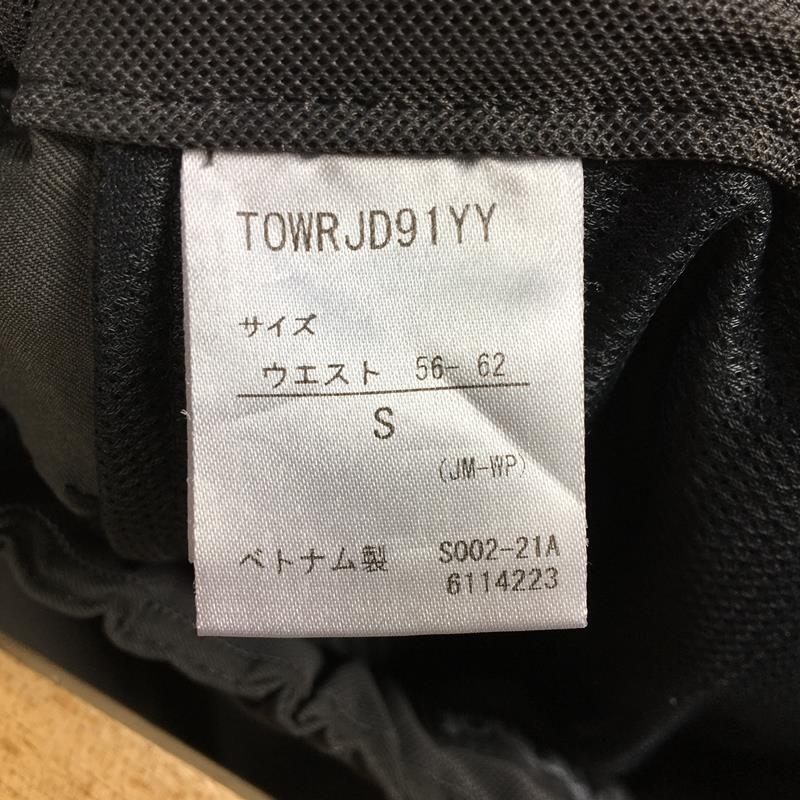 TOWRJD91YY
サイズ
ウエスト 56- 62
S
(JM-WP)
ベトナム製 S002-21A
6114223